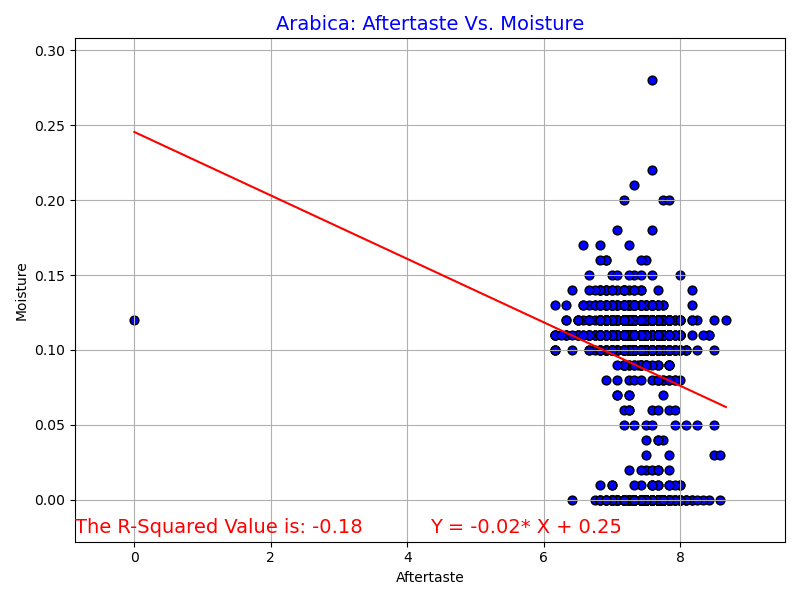 Arabica: Aftertaste Vs. Moisture
0.30
0.25
0.20
0.15
0.10
0.05
0.00
Moisture
The R-Squared Value is: -0.18
Y = -0.02* X + 0.25
0 2 4 6 8
Aftertaste